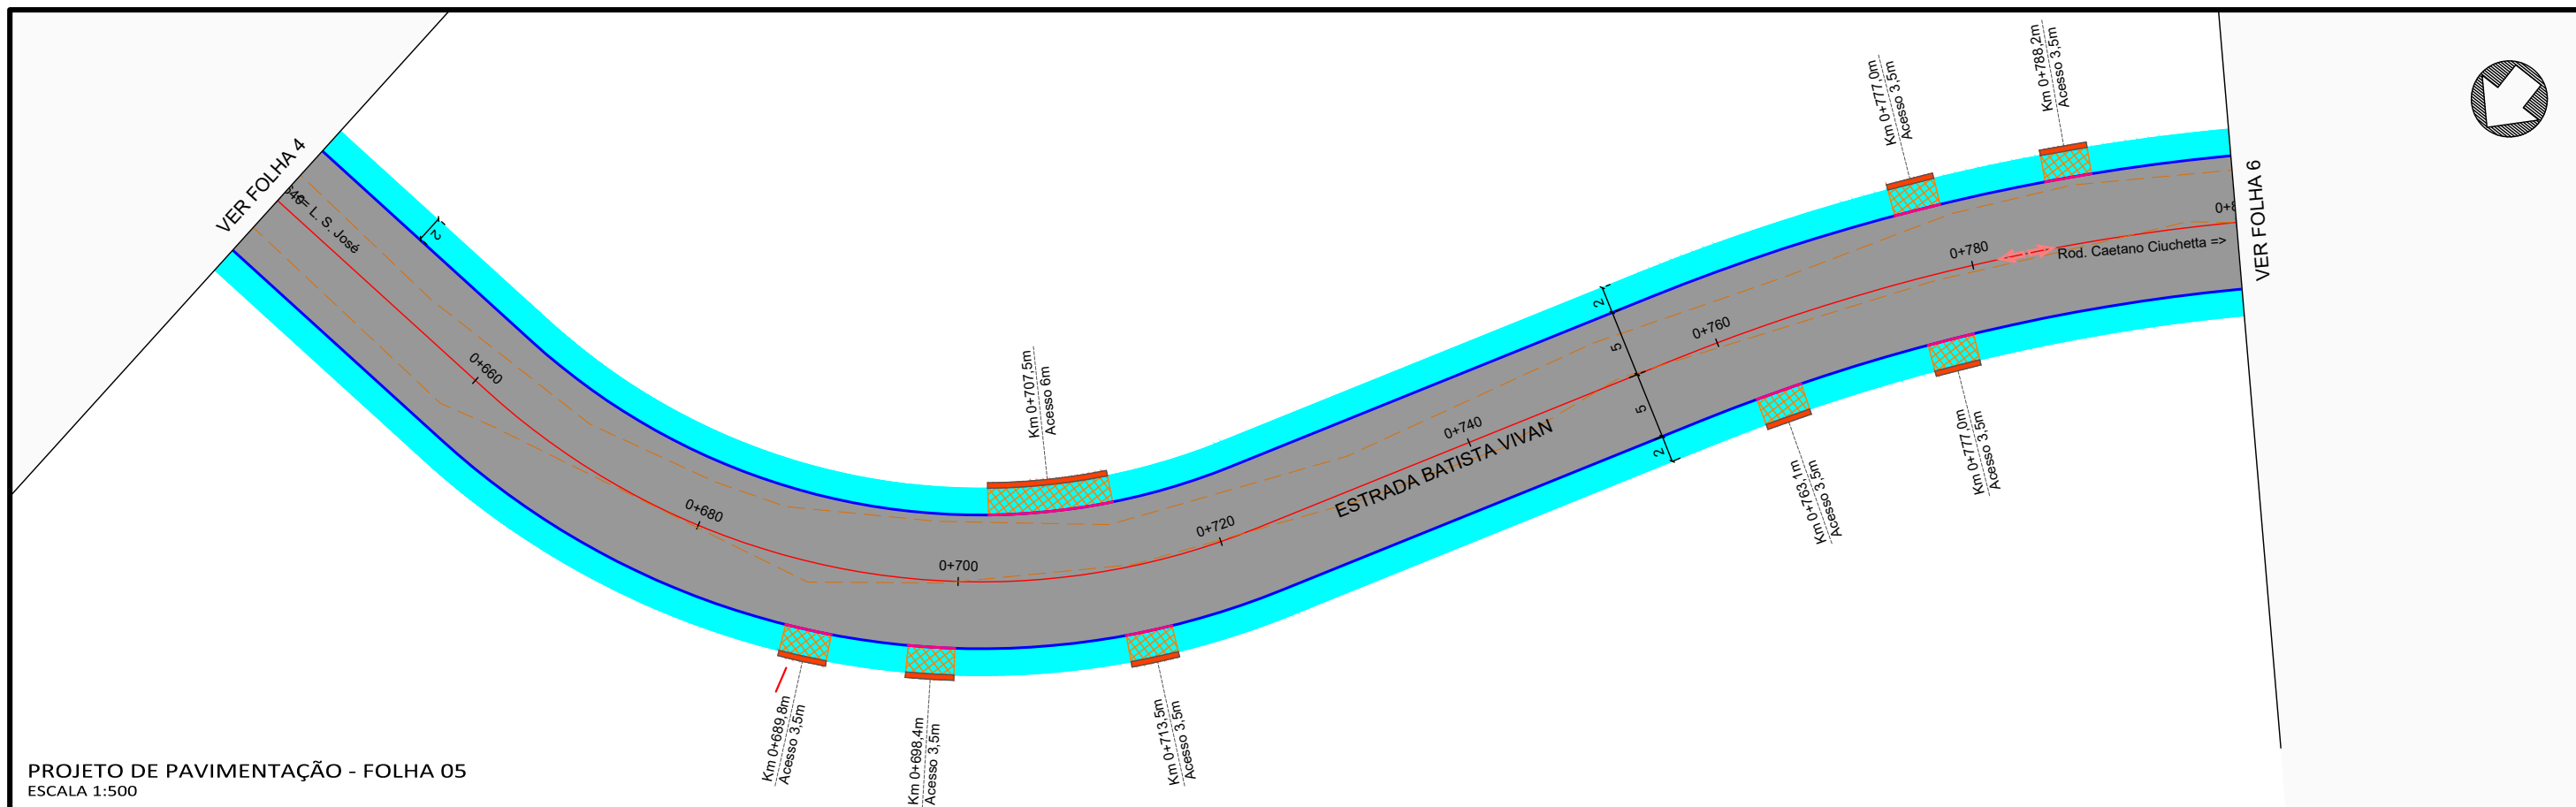 VER FOLHA 4
<= L. S. José
2
0+660
0+680
0+700
0+720
0+740
0+760
0+780
ESTRADA BATISTA VIVAN
2
5
5
2
Km 0+707,5m
Acesso 6m
Km 0+777,0m
Acesso 3,5m
Km 0+788,2m
Acesso 3,5m
Rod. Caetano Ciuchetta =>
VER FOLHA 6
Km 0+689,8m
Acesso 3,5m
Km 0+698,4m
Acesso 3,5m
Km 0+713,5m
Acesso 3,5m
Km 0+763,1m
Acesso 3,5m
Km 0+777,0m
Acesso 3,5m
PROJETO DE PAVIMENTAÇÃO - FOLHA 05
ESCALA 1:500